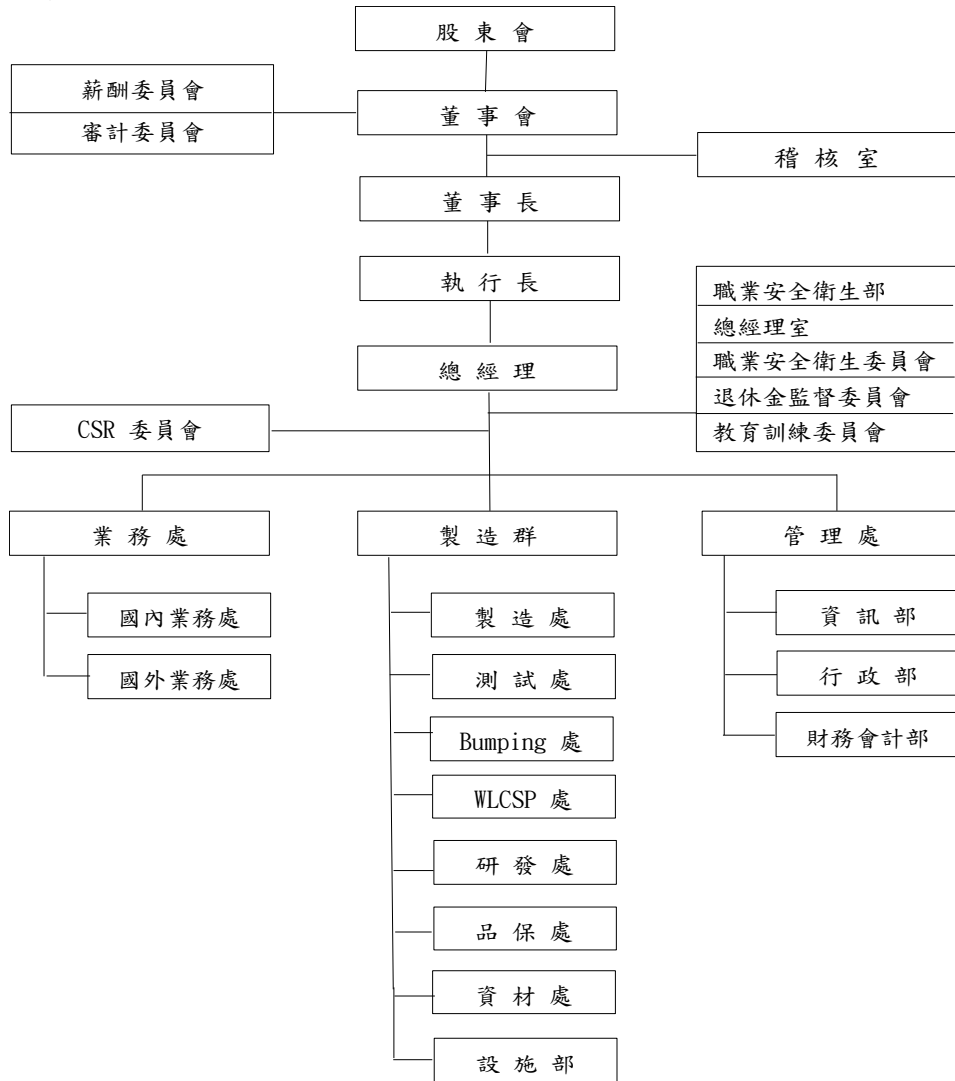 股東會
薪酬委員會
審計委員會
董事會
稽核室
董事長
執行長
職業安全衛生部
總經理室
職業安全衛生委員會
退休金監督委員會
教育訓練委員會
總經理
CSR 委員會
業務處
製造群
管理處
國內業務處
國外業務處
製造處
測試處
Bumping 處
WLCSP 處
研發處
品保處
資材處
設施部
資訊部
行政部
財務會計部